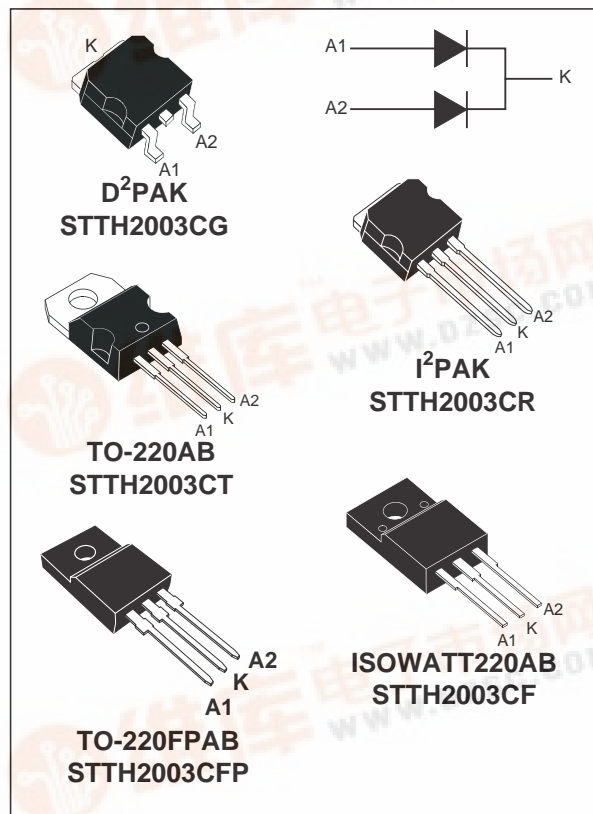 K
A1
A2
D²PAK
STTH2003CG
A1
K
A2
A1
K
A2
I²PAK
STTH2003CR
A1
K
A2
TO-220AB
STTH2003CT
A1
K
A2
ISOWATT220AB
STTH2003CF
A2
K
A1
TO-220FPAB
STTH2003CFP